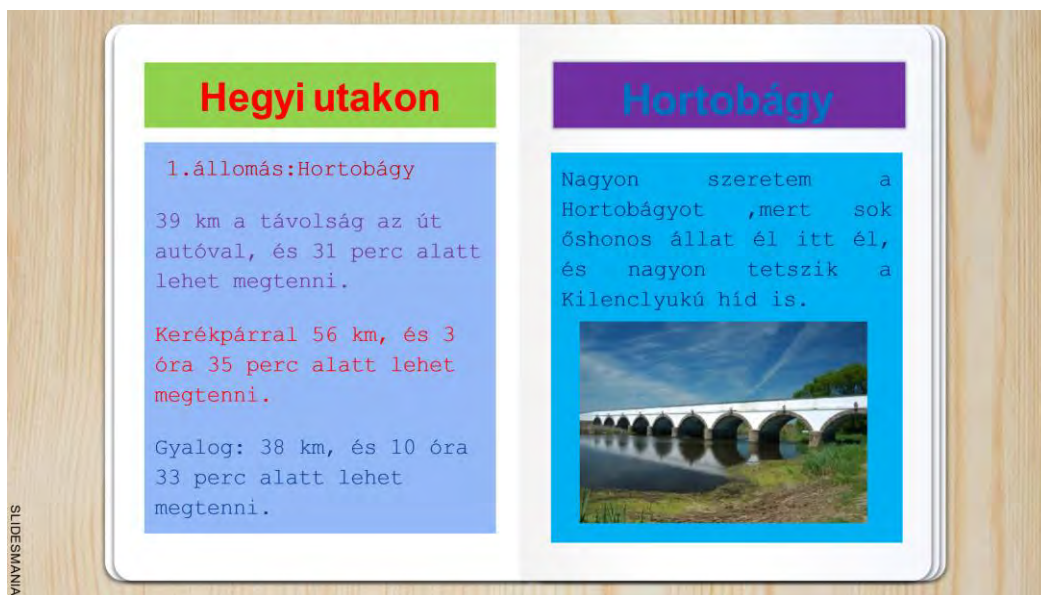 Hegyi utakon
1.állomás:Hortobágy
39 km a távolság az út
autóval, és 31 perc alatt
lehet megtenni.
Kerékpárral 56 km, és 3
óra 35 perc alatt lehet
megtenni.
Gyalog: 38 km, és 10 óra
33 perc alatt lehet
megtenni.
Hortobágy
Nagyon szeretem a
Hortobágyot ,mert sok
őshonos állat él itt él,
és nagyon tetszik a
Kilenclyukú híd is.
SLIDESMANIA